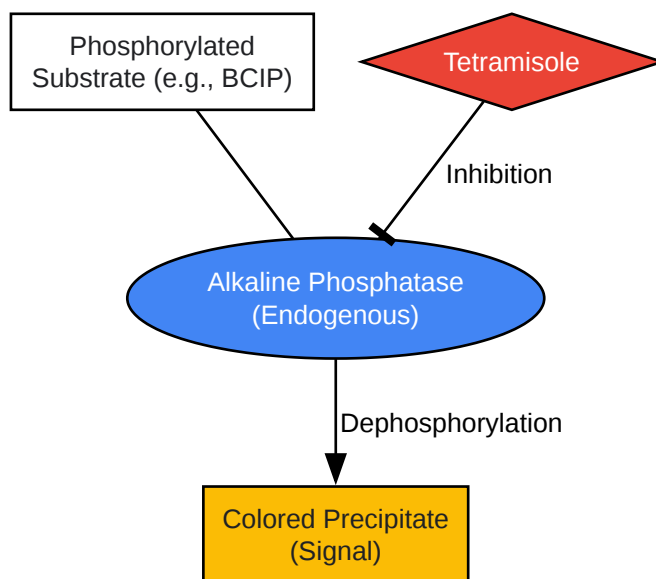 Phosphorylated
Substrate (e.g., BCIP)
Tetramisole
Inhibition
Alkaline Phosphatase
(Endogenous)
Dephosphorylation
Colored Precipitate
(Signal)